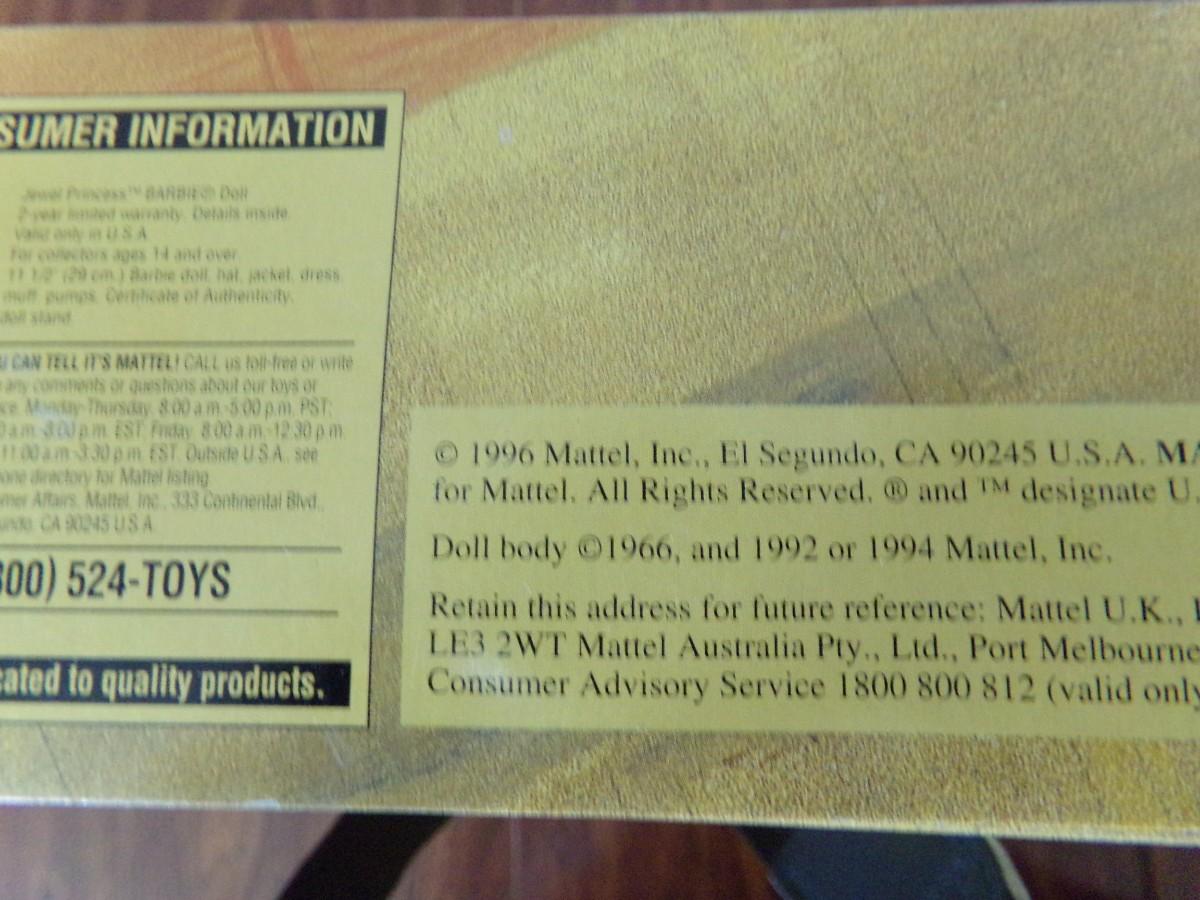 SUMER INFORMATION
Jewel Princess™ BARBIE® Doll
2-year limited warranty. Details inside.
Valid only in U.S.A.
For collectors ages 14 and over.
11 1/2" (29 cm.) Barbie doll, hat, jacket, dress,
muff, pumps, Certificate of Authenticity,
doll stand.
U CAN TELL IT'S MATTEL! CALL us toll-free or write
any comments or questions about our toys or
ce. Monday-Thursday 8:00 a.m.-5:00 p.m. PST;
0 a.m.-8:00 p.m. EST. Friday 8:00 a.m.-12:30 p.m.
11:00 a.m.-3:30 p.m. EST. Outside U.S.A., see
one directory for Mattel listing.
mer Affairs, Mattel, Inc., 333 Continental Blvd.,
undo, CA 90245 U.S.A.
800) 524-TOYS
cated to quality products.
© 1996 Mattel, Inc., El Segundo, CA 90245 U.S.A. MA
for Mattel. All Rights Reserved. ® and ™ designate U.
Doll body ©1966, and 1992 or 1994 Mattel, Inc.
Retain this address for future reference: Mattel U.K.,
LE3 2WT Mattel Australia Pty., Ltd., Port Melbourne
Consumer Advisory Service 1800 800 812 (valid only